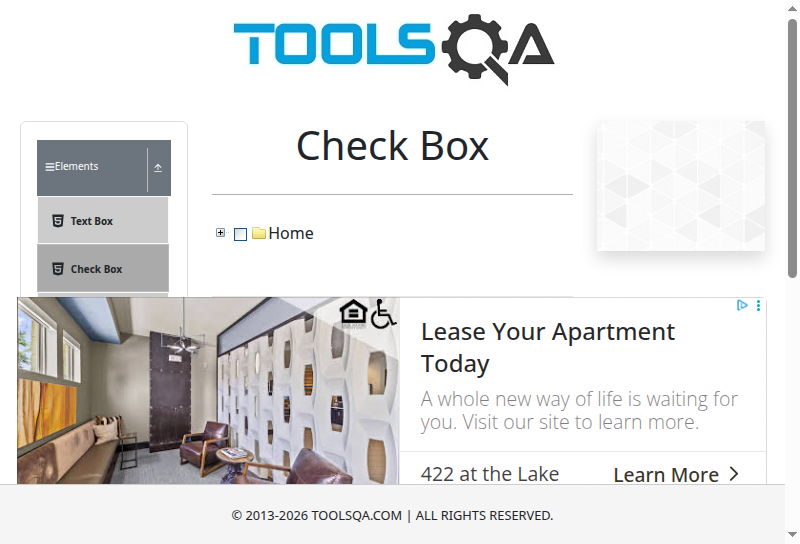 TOOLSQA
Check Box
Elements
Text Box
Check Box
Home
Lease Your Apartment
Today
A whole new way of life is waiting for
you. Visit our site to learn more.
422 at the Lake
Learn More
© 2013-2026 TOOLSQA.COM | ALL RIGHTS RESERVED.